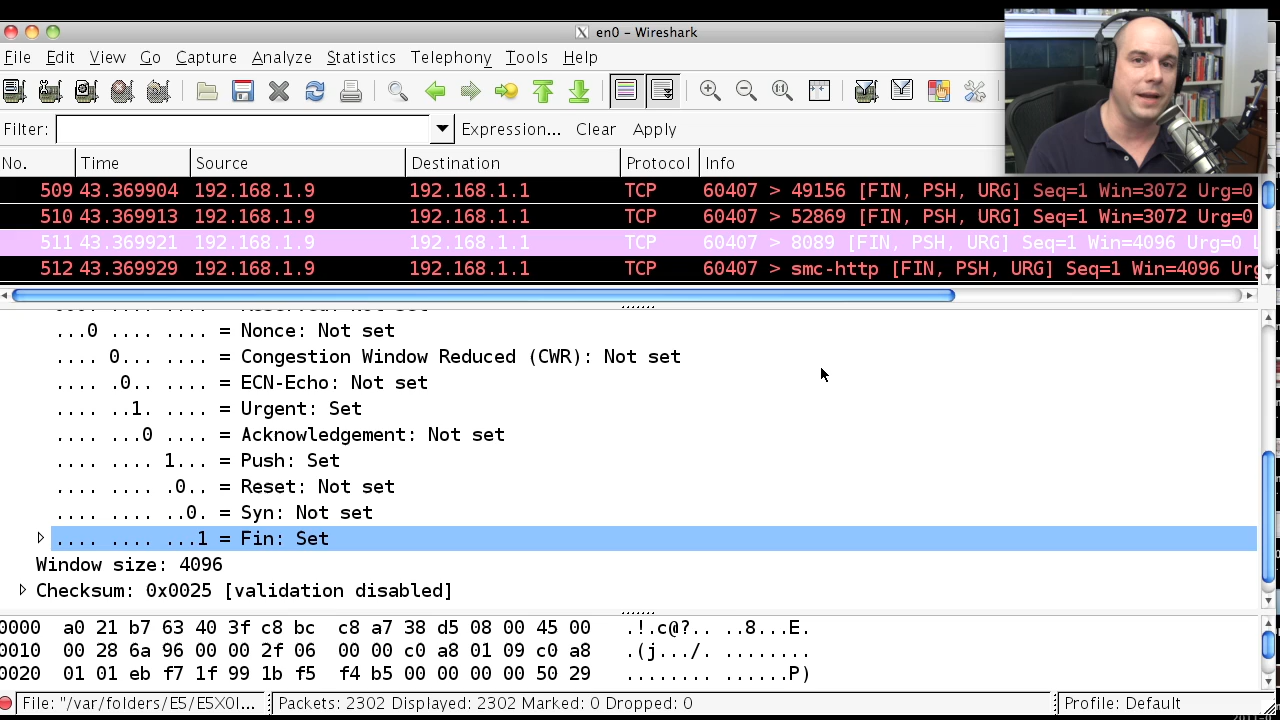 en0 – Wireshark
File Edit View Go Capture Analyze Statistics Telephony Tools Help
Filter: Expression... Clear Apply
No. Time Source Destination Protocol Info
509 43.369904 192.168.1.9 192.168.1.1 TCP 60407 > 49156 [FIN, PSH, URG] Seq=1 Win=3072 Urg=0
510 43.369913 192.168.1.9 192.168.1.1 TCP 60407 > 52869 [FIN, PSH, URG] Seq=1 Win=3072 Urg=0
511 43.369921 192.168.1.9 192.168.1.1 TCP 60407 > 8089 [FIN, PSH, URG] Seq=1 Win=4096 Urg=0 L
512 43.369929 192.168.1.9 192.168.1.1 TCP 60407 > smc-http [FIN, PSH, URG] Seq=1 Win=4096 Urg
...0 .... .... = Nonce: Not set
.... 0... .... = Congestion Window Reduced (CWR): Not set
.... .0.. .... = ECN-Echo: Not set
.... ..1. .... = Urgent: Set
.... ...0 .... = Acknowledgement: Not set
.... .... 1... = Push: Set
.... .... .0.. = Reset: Not set
.... .... ..0. = Syn: Not set
.... .... ...1 = Fin: Set
Window size: 4096
Checksum: 0x0025 [validation disabled]
0000 a0 21 b7 63 40 3f c8 bc c8 a7 38 d5 08 00 45 00 .!.c@?.. ..8...E.
0010 00 28 6a 96 00 00 2f 06 00 00 c0 a8 01 09 c0 a8 .(j.../. ........
0020 01 01 eb f7 1f 99 1b f5 f4 b5 00 00 00 00 50 29 ........ ......P)
File: "/var/folders/E5/E5X0l... Packets: 2302 Displayed: 2302 Marked: 0 Dropped: 0 Profile: Default